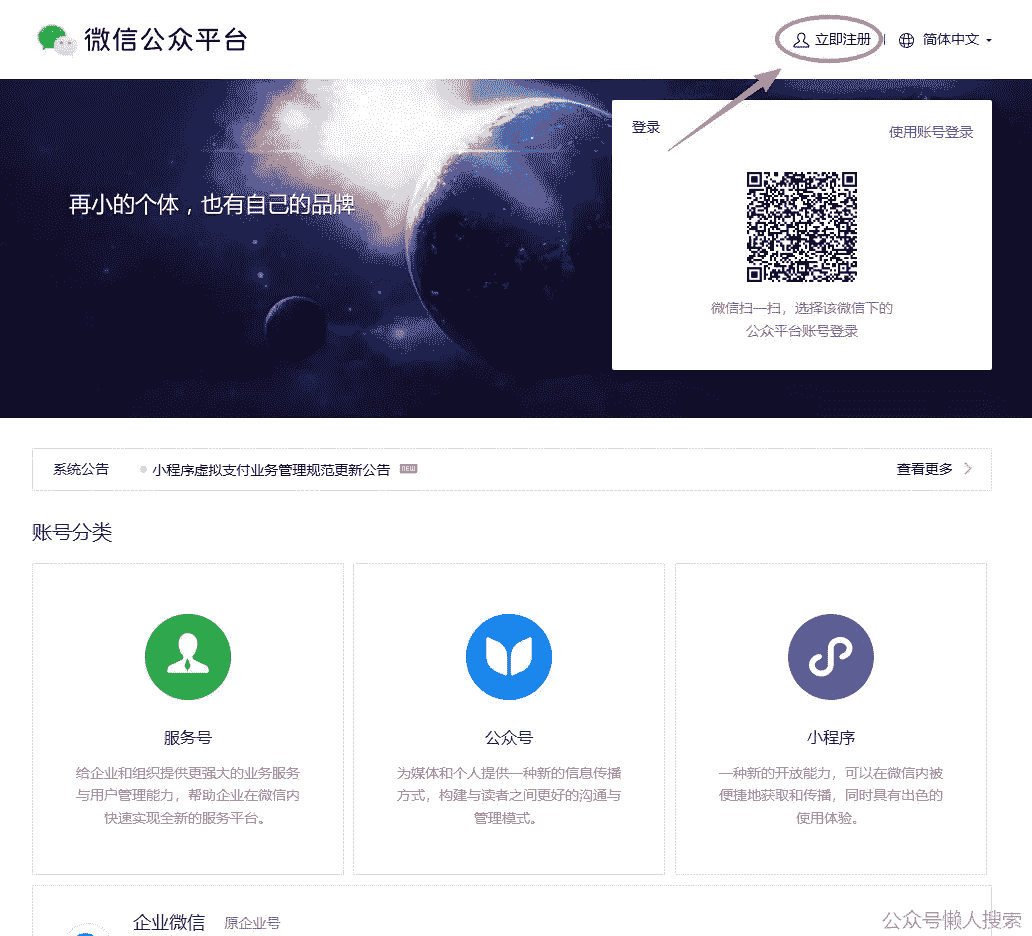 微信公众平台
立即注册
简体中文
登录
使用账号登录
再小的个体，也有自己的品牌
微信扫一扫，选择该微信下的
公众平台账号登录
系统公告
小程序虚拟支付业务管理规范更新公告 NEW
查看更多
账号分类
服务号
给企业和组织提供更强大的业务服务
与用户管理能力，帮助企业在微信内
快速实现全新的服务平台。
公众号
为媒体和个人提供一种新的信息传播
方式，构建与读者之间更好的沟通与
管理模式。
小程序
一种新的开放能力，可以在微信内被
便捷地获取和传播，同时具有出色的
使用体验。
企业微信 原企业号
公众号懒人搜索